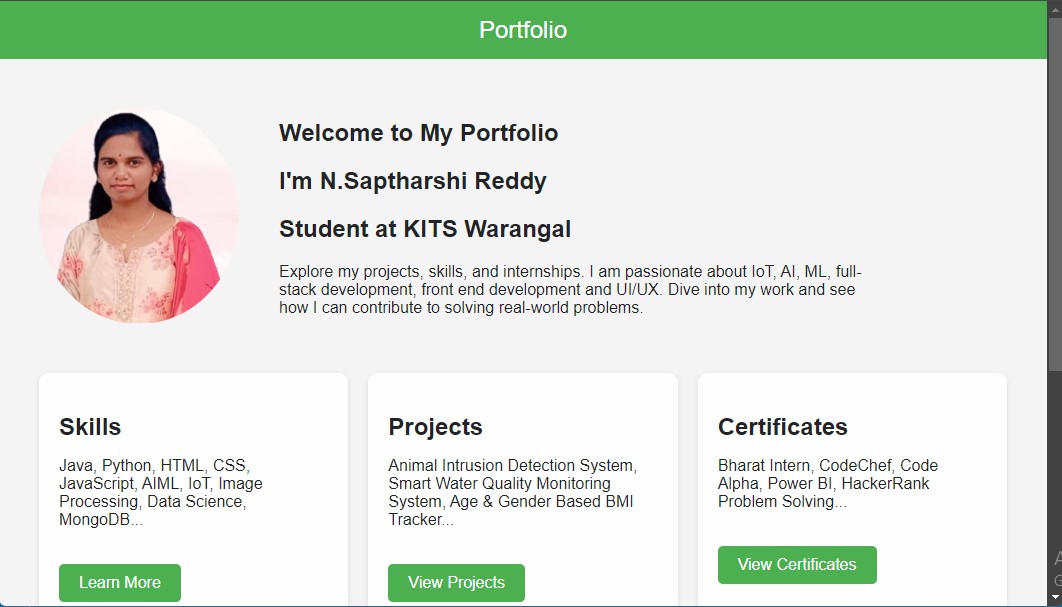 Portfolio
Welcome to My Portfolio
I'm N.Saptharshi Reddy
Student at KITS Warangal
Explore my projects, skills, and internships. I am passionate about IoT, AI, ML, full-
stack development, front end development and UI/UX. Dive into my work and see
how I can contribute to solving real-world problems.
Skills
Java, Python, HTML, CSS,
JavaScript, AIML, IoT, Image
Processing, Data Science,
MongoDB...
Learn More
Projects
Animal Intrusion Detection System,
Smart Water Quality Monitoring
System, Age & Gender Based BMI
Tracker...
View Projects
Certificates
Bharat Intern, CodeChef, Code
Alpha, Power BI, HackerRank
Problem Solving...
View Certificates